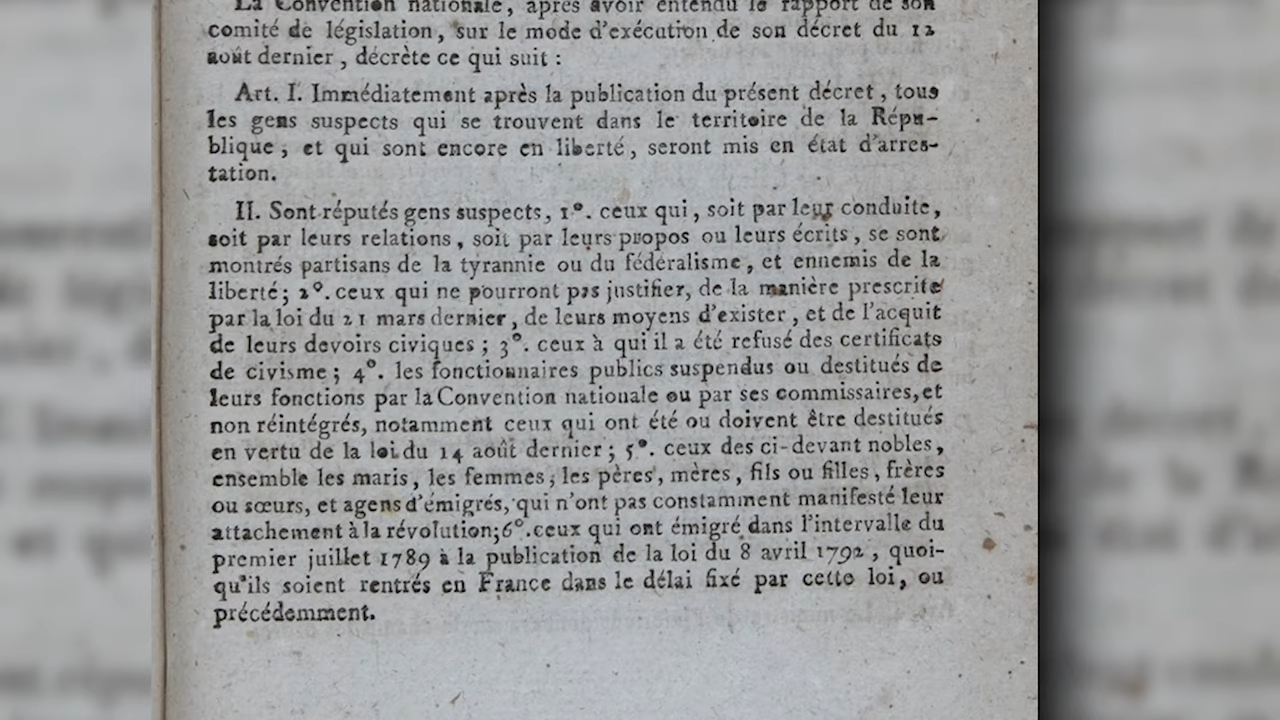 La Convention nationale, après avoir entendu le rapport de son
comité de législation, sur le mode d'exécution de son décret du 12
août dernier, décrète ce qui suit :
Art. I. Immédiatement après la publication du présent décret, tous
les gens suspects qui se trouvent dans le territoire de la Répu-
blique, et qui sont encore en liberté, seront mis en état d'arres-
tation.
II. Sont réputés gens suspects, 1°. ceux qui, soit par leur conduite,
soit par leurs relations, soit par leurs propos ou leurs écrits, se sont
montrés partisans de la tyrannie ou du fédéralisme, et ennemis de la
liberté; 2°. ceux qui ne pourront pas justifier, de la manière prescrite
par la loi du 21 mars dernier, de leurs moyens d'exister, et de l'acquit
de leurs devoirs civiques; 3°. ceux à qui il a été refusé des certificats
de civisme; 4°. les fonctionnaires publics suspendus ou destitués de
leurs fonctions par la Convention nationale ou par ses commissaires, et
non réintégrés, notamment ceux qui ont été ou doivent être destitués
en vertu de la loi du 14 août dernier; 5°. ceux des ci-devant nobles,
ensemble les maris, les femmes, les pères, mères, fils ou filles, frères
ou sœurs, et agens d'émigrés, qui n'ont pas constamment manifesté leur
attachement à la révolution; 6°. ceux qui ont émigré dans l'intervalle du
premier juillet 1789 à la publication de la loi du 8 avril 1792, quoi-
qu'ils soient rentrés en France dans le délai fixé par cette loi, ou
précédemment.